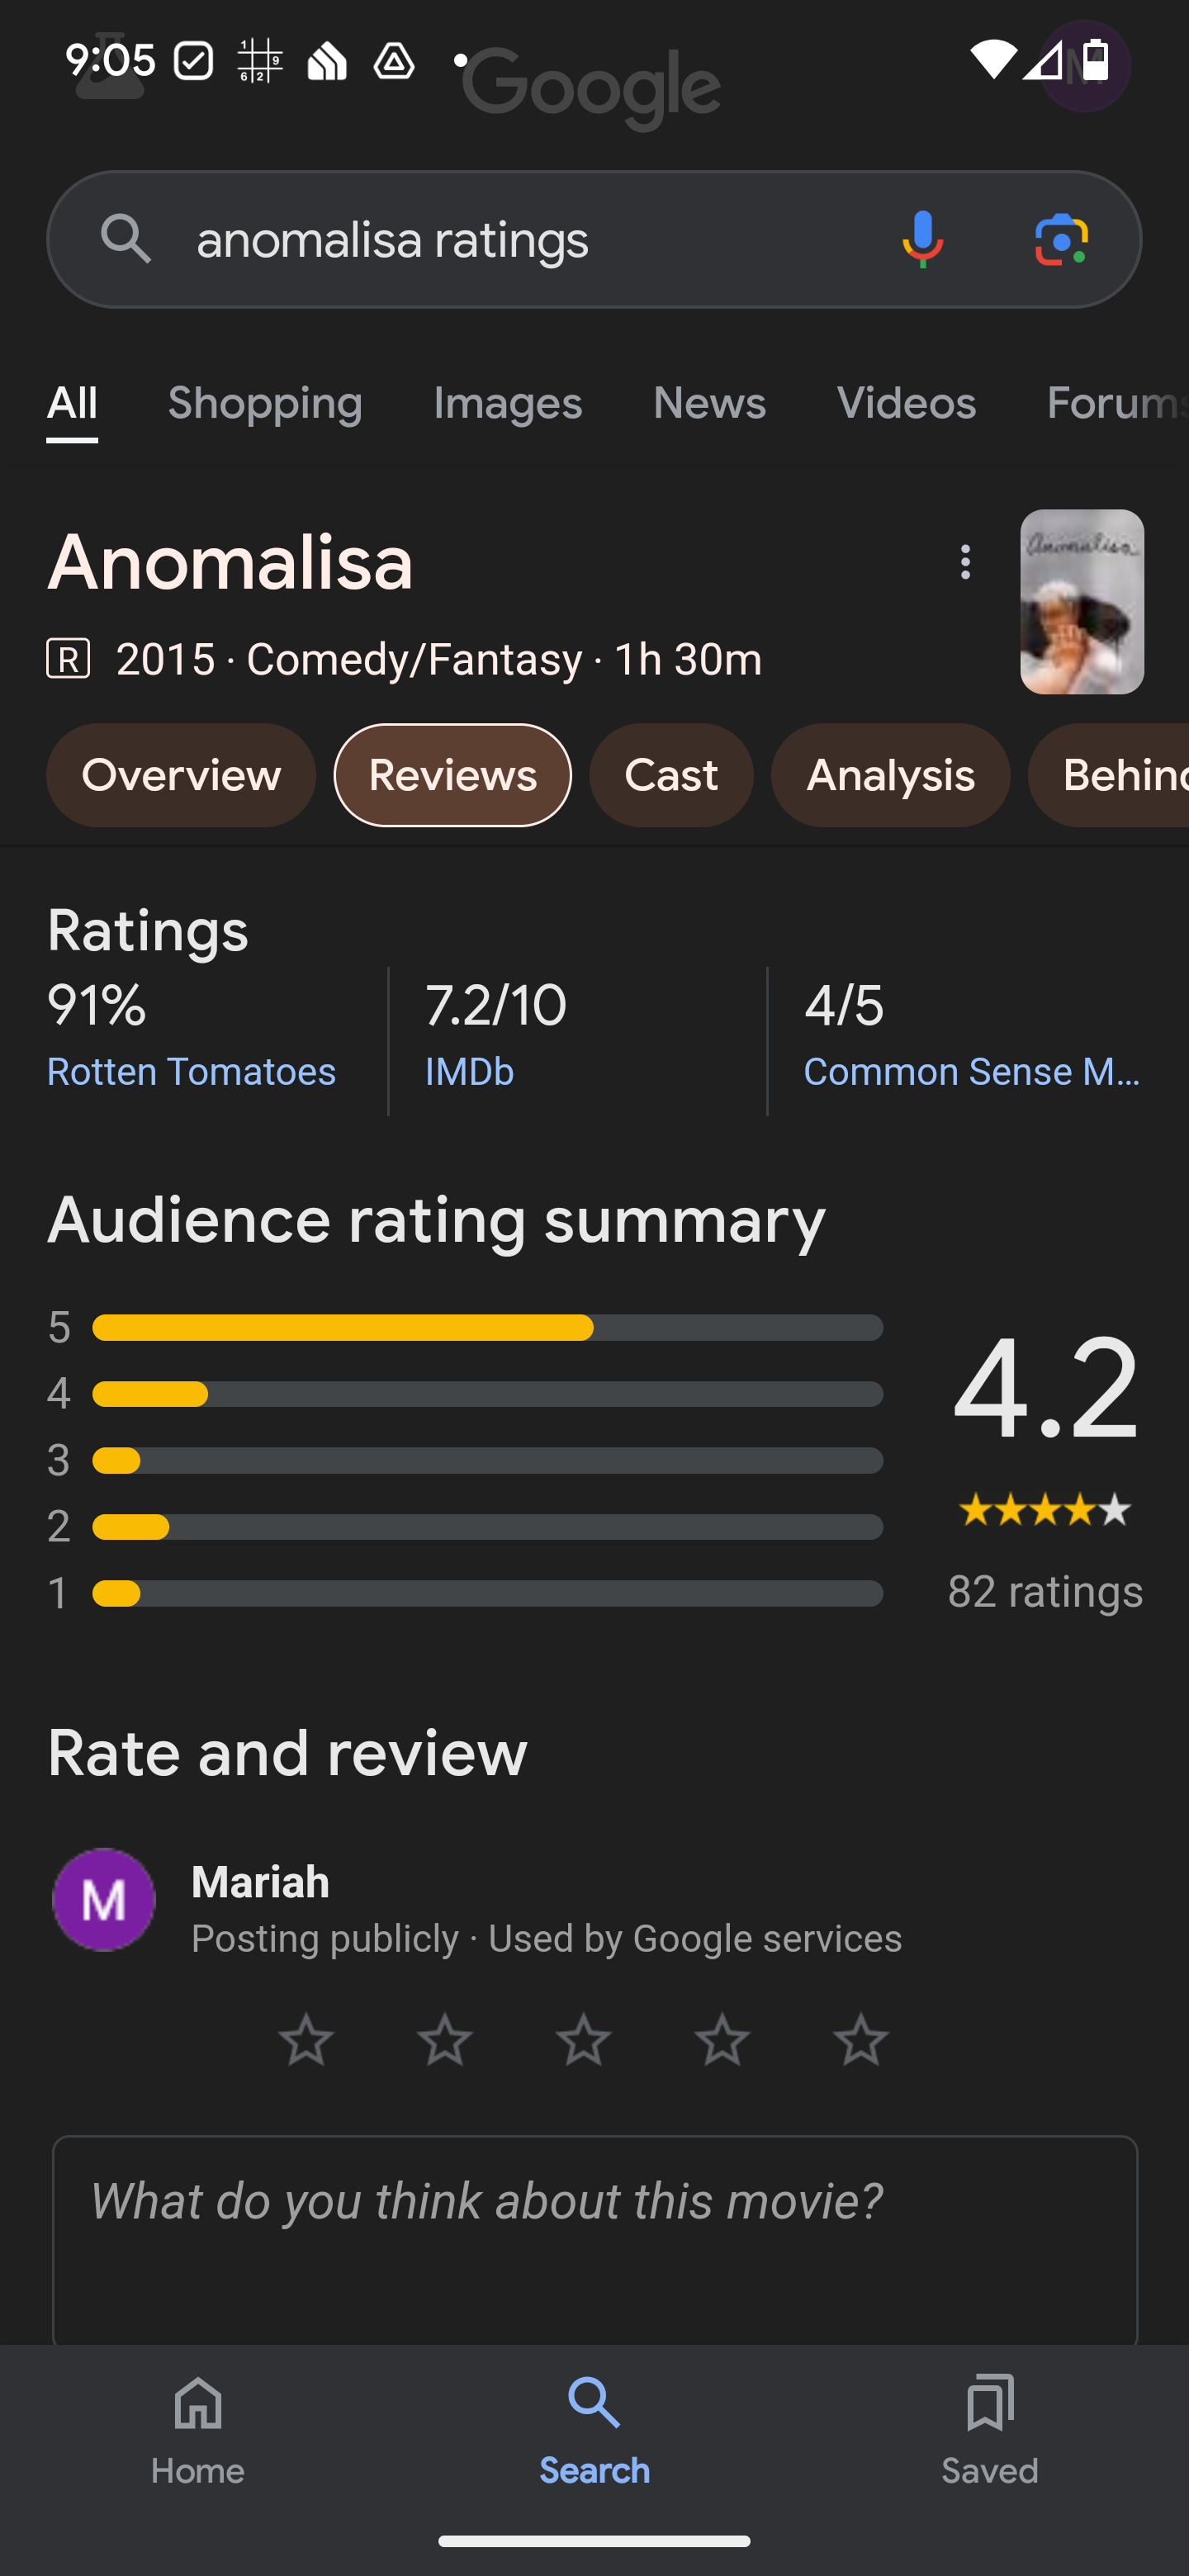 9:05
Google
anomalisa ratings
All Shopping Images News Videos Forums
Anomalisa
anomalisa
R 2015 · Comedy/Fantasy · 1h 30m
Overview Reviews Cast Analysis Behind
Ratings
91% 7.2/10 4/5
Rotten Tomatoes IMDb Common Sense M...
Audience rating summary
5
4
3
2
1
4.2
82 ratings
Rate and review
M Mariah
Posting publicly · Used by Google services
What do you think about this movie?
Home Search Saved